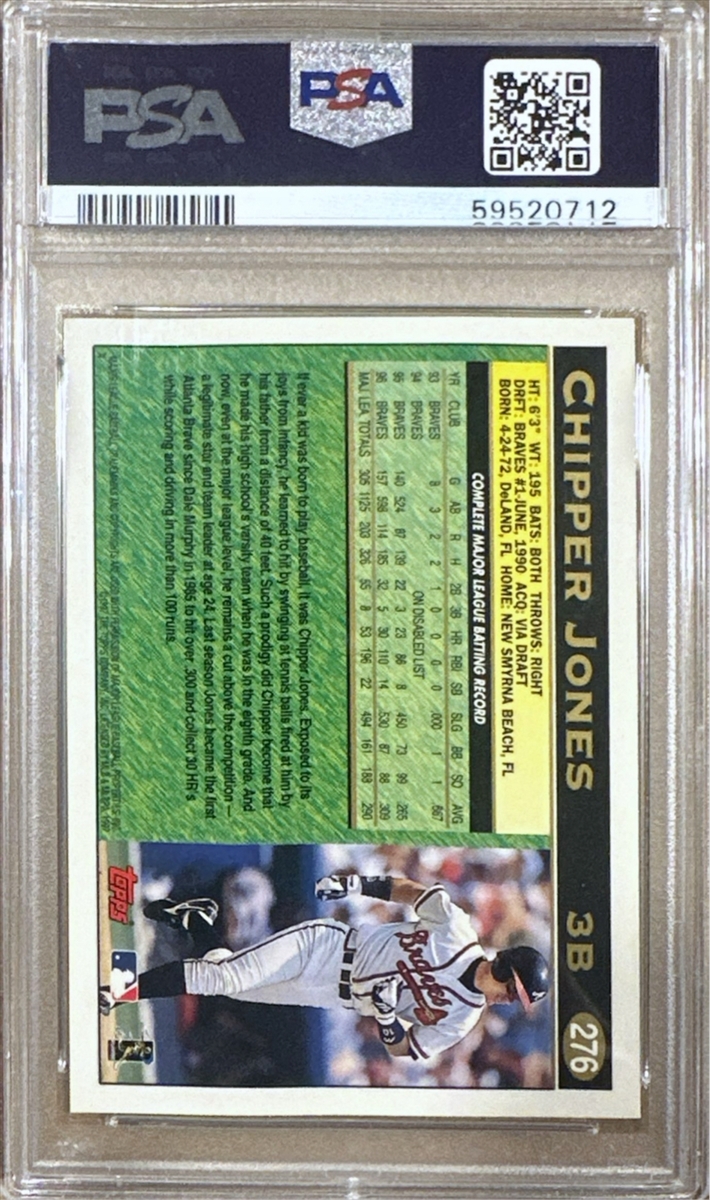 PSA
PSA
59520712
CHIPPER JONES 3B 276
HT: 6'3" WT: 195 BATS: BOTH THROWS: RIGHT
DRFT: BRAVES #1-JUNE, 1990 ACQ: VIA DRAFT
BORN: 4-24-72, DeLAND, FL HOME: NEW SMYRNA BEACH, FL
COMPLETE MAJOR LEAGUE BATTING RECORD
YR CLUB G AB R H 2B 3B HR RBI SB SLG BB SO AVG
93 BRAVES 8 3 2 2 1 0 0 0 0 .000 1 1 .667
94 BRAVES ON DISABLED LIST
95 BRAVES 140 524 87 139 22 3 23 86 8 .450 73 99 .265
96 BRAVES 157 598 114 185 32 5 30 110 14 .530 87 88 .309
MAJ. LEA. TOTALS 305 1125 203 326 55 8 53 196 22 .494 161 188 .290
If ever a kid was born to play baseball, it was Chipper Jones. Exposed to its
joys from infancy, he learned to hit by swinging at tennis balls fired at him by
his father from a distance of 40 feet. Such a prodigy did Chipper become that
he made his high school's varsity team when he was in the eighth grade. And
now, even at the major league level, he remains a cut above the competition —
a legitimate star and team leader at age 24. Last season Jones became the first
Atlanta Brave since Dale Murphy in 1985 to hit over .300 and collect 30 HR's
while scoring and driving in more than 100 runs.
Braves
10
Topps